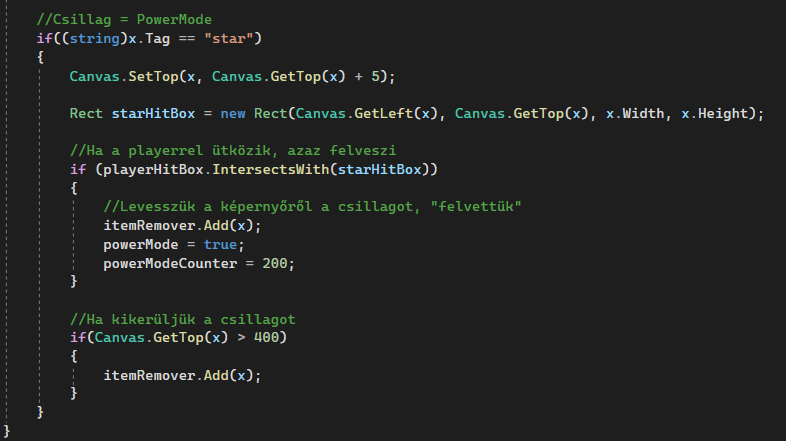 //Csillag = PowerMode
if((string)x.Tag == "star")
{
Canvas.SetTop(x, Canvas.GetTop(x) + 5);
Rect starHitBox = new Rect(Canvas.GetLeft(x), Canvas.GetTop(x), x.Width, x.Height);
//Ha a playerrel ütközik, azaz felveszi
if (playerHitBox.IntersectsWith(starHitBox))
{
//Levesszük a képernyőről a csillagot, "felvettük"
itemRemover.Add(x);
powerMode = true;
powerModeCounter = 200;
}
//Ha kikerüljük a csillagot
if(Canvas.GetTop(x) > 400)
{
itemRemover.Add(x);
}
}
}